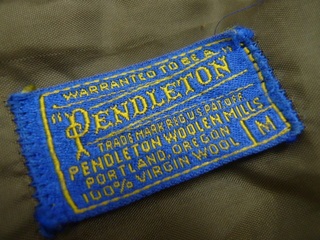 WARRANTED TO BE A
"PENDLETON"
TRADE MARK REG. U.S. PAT. OFF.
PENDLETON WOOLEN MILLS
PORTLAND, OREGON
100% VIRGIN WOOL
M